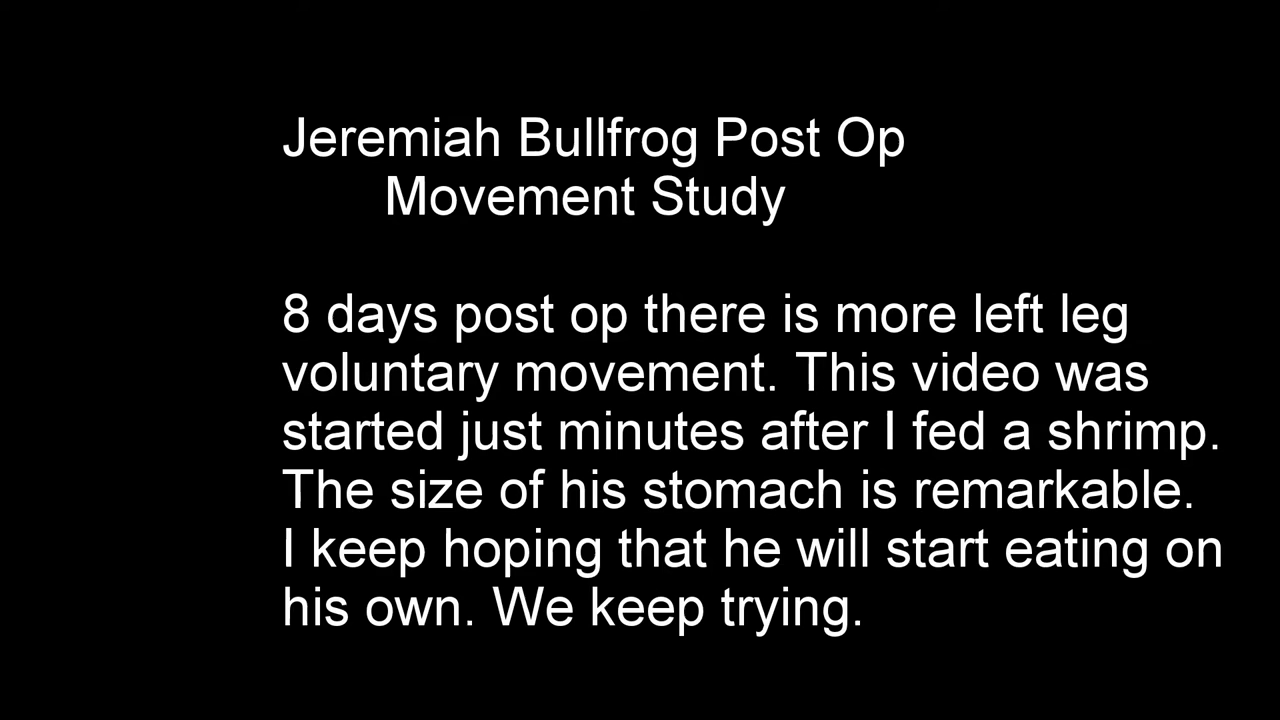 Jeremiah Bullfrog Post Op
Movement Study
8 days post op there is more left leg
voluntary movement. This video was
started just minutes after I fed a shrimp.
The size of his stomach is remarkable.
I keep hoping that he will start eating on
his own. We keep trying.